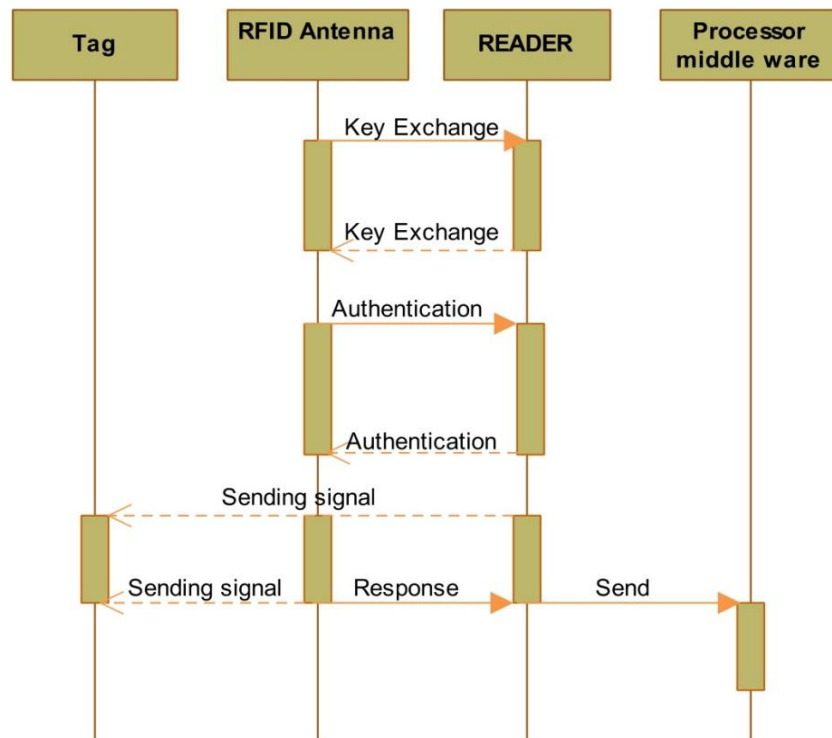 Tag
RFID Antenna
READER
Processor
middle ware
Key Exchange
Key Exchange
Authentication
Authentication
Sending signal
Sending signal
Response
Send